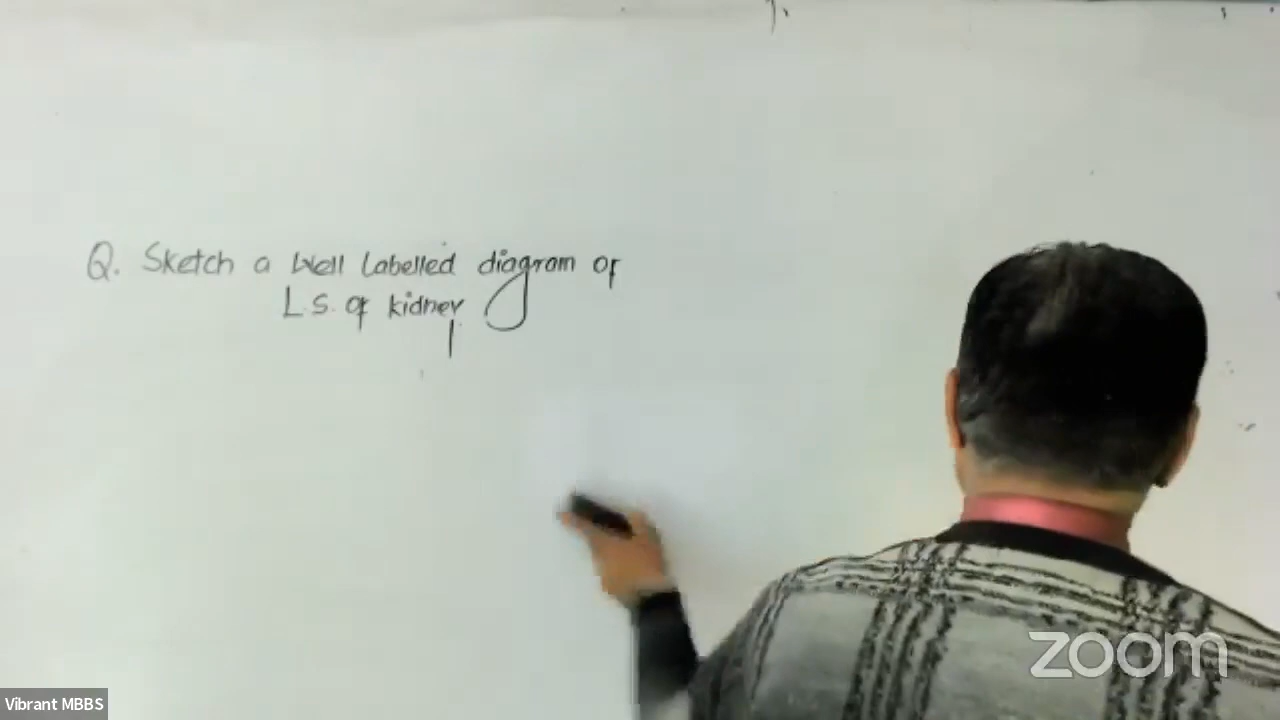 Q. Sketch a Well labelled diagram of
L.S. of kidney
zoom
Vibrant MBBS